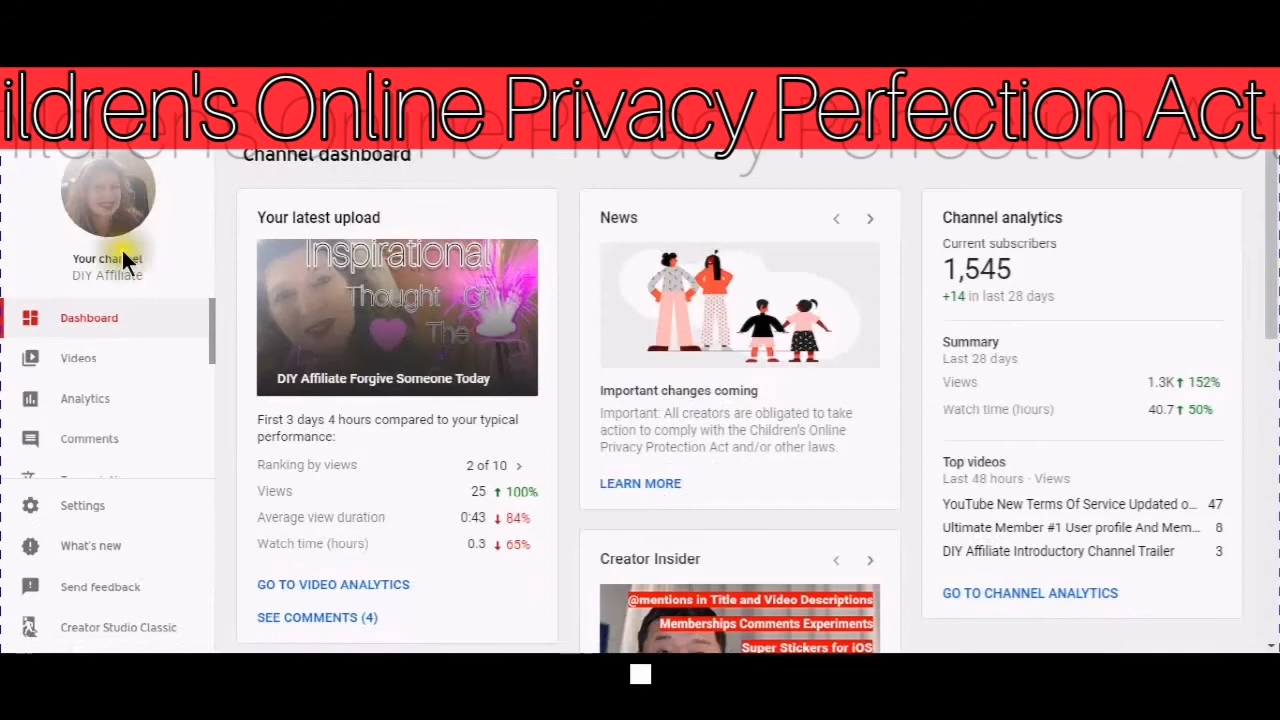 ildren's Online Privacy Perfection Act
Channel dashboard
Your channel
DIY Affiliate
Dashboard
Videos
Analytics
Comments
Settings
What's new
Send feedback
Creator Studio Classic
Your latest upload
Inspirational
Thought Of
The
DIY Affiliate Forgive Someone Today
First 3 days 4 hours compared to your typical
performance:
Ranking by views 2 of 10
Views 25 100%
Average view duration 0:43 84%
Watch time (hours) 0.3 65%
GO TO VIDEO ANALYTICS
SEE COMMENTS (4)
News
Important changes coming
Important: All creators are obligated to take
action to comply with the Children's Online
Privacy Protection Act and/or other laws.
LEARN MORE
Creator Insider
@mentions in Title and Video Descriptions
Memberships Comments Experiments
Super Stickers for iOS
Channel analytics
Current subscribers
1,545
+14 in last 28 days
Summary
Last 28 days
Views 1.3K 152%
Watch time (hours) 40.7 50%
Top videos
Last 48 hours · Views
YouTube New Terms Of Service Updated o... 47
Ultimate Member #1 User profile And Mem... 8
DIY Affiliate Introductory Channel Trailer 3
GO TO CHANNEL ANALYTICS